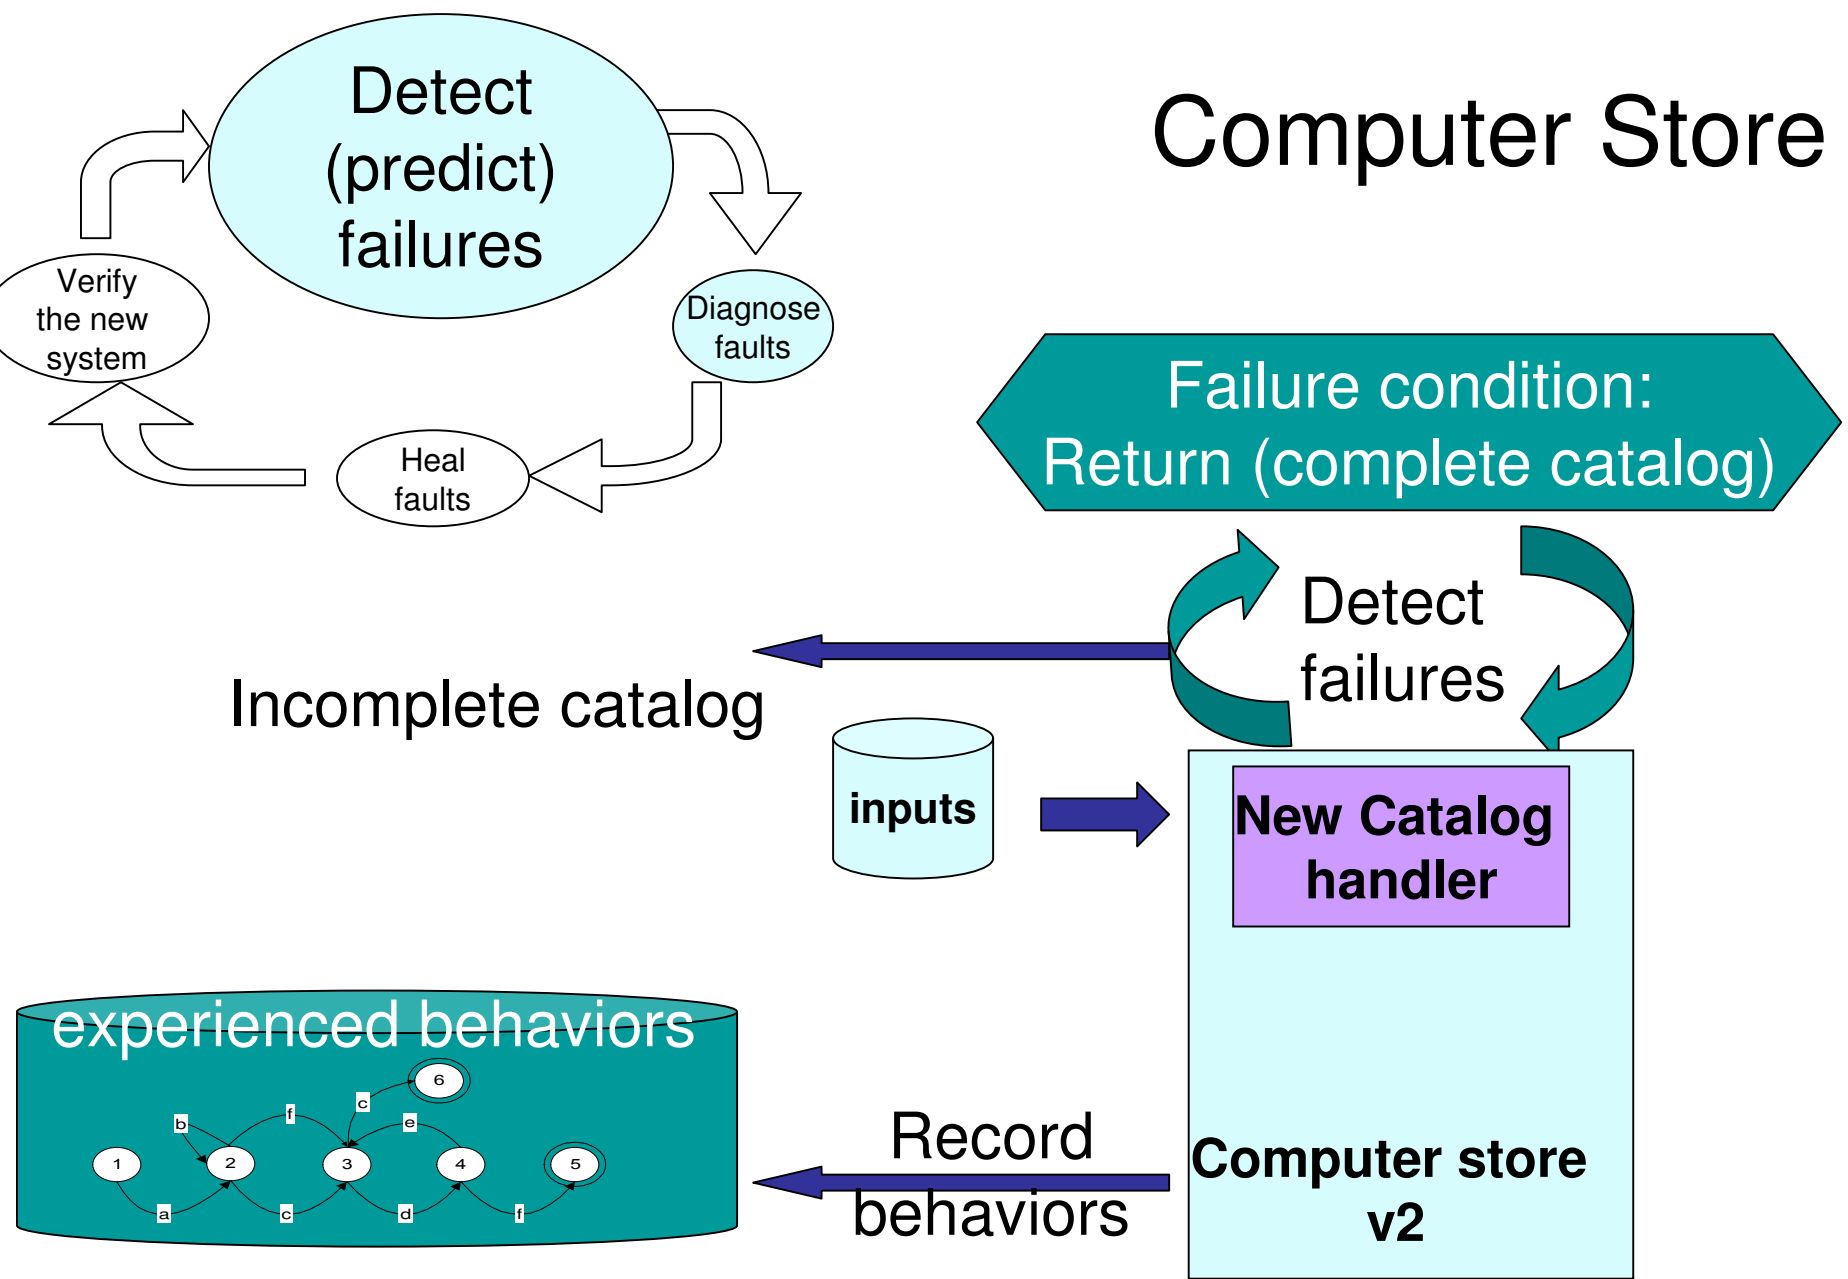 Computer Store
Detect
(predict)
failures
Verify
the new
system
Diagnose
faults
Heal
faults
Failure condition:
Return (complete catalog)
Detect
failures
Incomplete catalog
inputs
New Catalog
handler
experienced behaviors
6
c
f
e
b
1
2
3
4
5
a
c
d
f
Record
behaviors
Computer store
v2